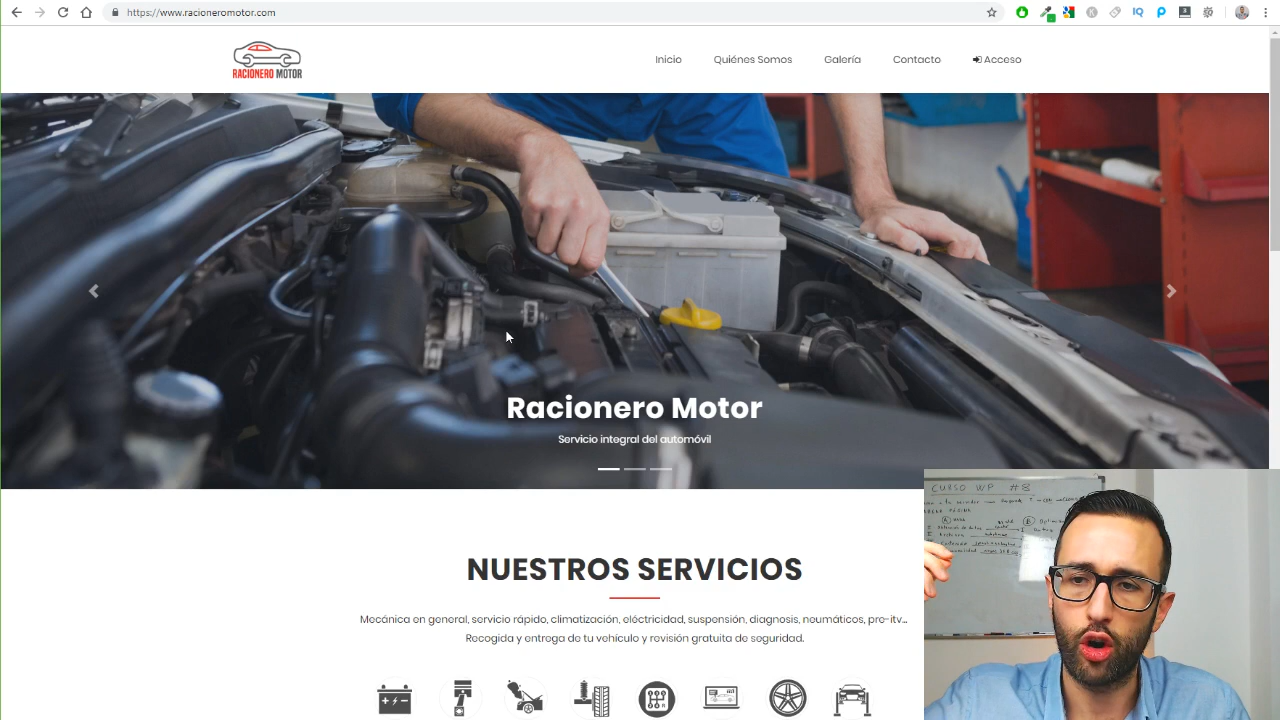 https://www.racioneromotor.com
RACIONERO MOTOR
Inicio
Quiénes Somos
Galería
Contacto
Acceso
Racionero Motor
Servicio integral del automóvil
NUESTROS SERVICIOS
Mecánica en general, servicio rápido, climatización, eléctricidad, suspensión, diagnosis, neumáticos, pre-itv...
Recogida y entrega de tu vehículo y revisión gratuita de seguridad.
CURSO WP #8